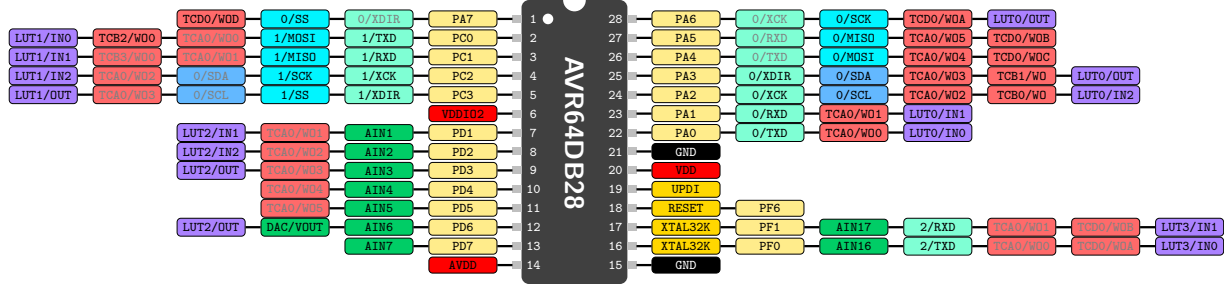 TCD0/WOD 0/SS 0/XDIR PA7 1 28 PA6 0/XCK 0/SCK TCD0/WOA LUT0/OUT
LUT1/IN0 TCB2/WO0 TCA0/WO0 1/MOSI 1/TXD PC0 2 27 PA5 0/RXD 0/MISO TCA0/WO5 TCD0/WOB
LUT1/IN1 TCB3/WO0 TCA0/WO1 1/MISO 1/RXD PC1 3 26 PA4 0/TXD 0/MOSI TCA0/WO4 TCD0/WOC
LUT1/IN2 TCA0/WO2 0/SDA 1/SCK 1/XCK PC2 4 25 PA3 0/XDIR 0/SDA TCA0/WO3 TCB1/WO LUT0/OUT
LUT1/OUT TCA0/WO3 0/SCL 1/SS 1/XDIR PC3 5 24 PA2 0/XCK 0/SCL TCA0/WO2 TCB0/WO LUT0/IN2
VDDIO2 6 23 PA1 0/RXD TCA0/WO1 LUT0/IN1
LUT2/IN1 TCA0/WO1 AIN1 PD1 7 22 PA0 0/TXD TCA0/WO0 LUT0/IN0
LUT2/IN2 TCA0/WO2 AIN2 PD2 8 21 GND
LUT2/OUT TCA0/WO3 AIN3 PD3 9 20 VDD
TCA0/WO4 AIN4 PD4 10 19 UPDI
TCA0/WO5 AIN5 PD5 11 18 RESET PF6
LUT2/OUT DAC/VOUT AIN6 PD6 12 17 XTAL32K PF1 AIN17 2/RXD TCA0/WO1 TCD0/WOB LUT3/IN1
AIN7 PD7 13 16 XTAL32K PF0 AIN16 2/TXD TCA0/WO0 TCD0/WOA LUT3/IN0
AVDD 14 15 GND
AVR64DB28